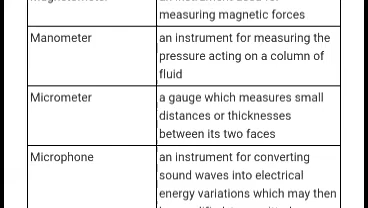 measuring magnetic forces
Manometer
an instrument for measuring the
pressure acting on a column of
fluid
Micrometer
a gauge which measures small
distances or thicknesses
between its two faces
Microphone
an instrument for converting
sound waves into electrical
energy variations which may then